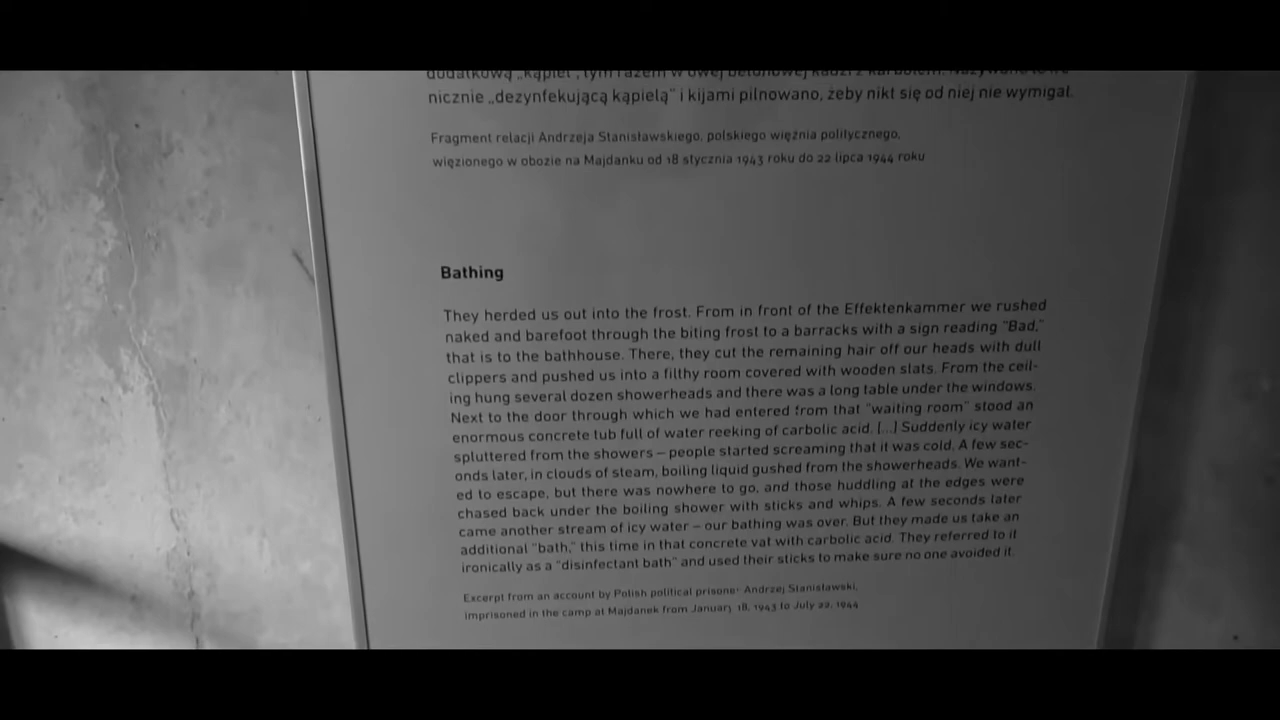 dodatkową „kąpiel", tym razem w owej betonowej kadzi z karbolem. Nazywano to iro-
nicznie „dezynfekującą kąpielą" i kijami pilnowano, żeby nikt się od niej nie wymigał.
Fragment relacji Andrzeja Stanisławskiego, polskiego więźnia politycznego,
więzionego w obozie na Majdanku od 18 stycznia 1943 roku do 22 lipca 1944 roku
Bathing
They herded us out into the frost. From in front of the Effektenkammer we rushed
naked and barefoot through the biting frost to a barracks with a sign reading "Bad,"
that is to the bathhouse. There, they cut the remaining hair off our heads with dull
clippers and pushed us into a filthy room covered with wooden slats. From the ceil-
ing hung several dozen showerheads and there was a long table under the windows.
Next to the door through which we had entered from that "waiting room" stood an
enormous concrete tub full of water reeking of carbolic acid. [...] Suddenly icy water
spluttered from the showers – people started screaming that it was cold. A few sec-
onds later, in clouds of steam, boiling liquid gushed from the showerheads. We want-
ed to escape, but there was nowhere to go, and those huddling at the edges were
chased back under the boiling shower with sticks and whips. A few seconds later
came another stream of icy water – our bathing was over. But they made us take an
additional "bath," this time in that concrete vat with carbolic acid. They referred to it
ironically as a "disinfectant bath" and used their sticks to make sure no one avoided it.
Excerpt from an account by Polish political prisoner Andrzej Stanisławski,
imprisoned in the camp at Majdanek from January 18, 1943 to July 22, 1944